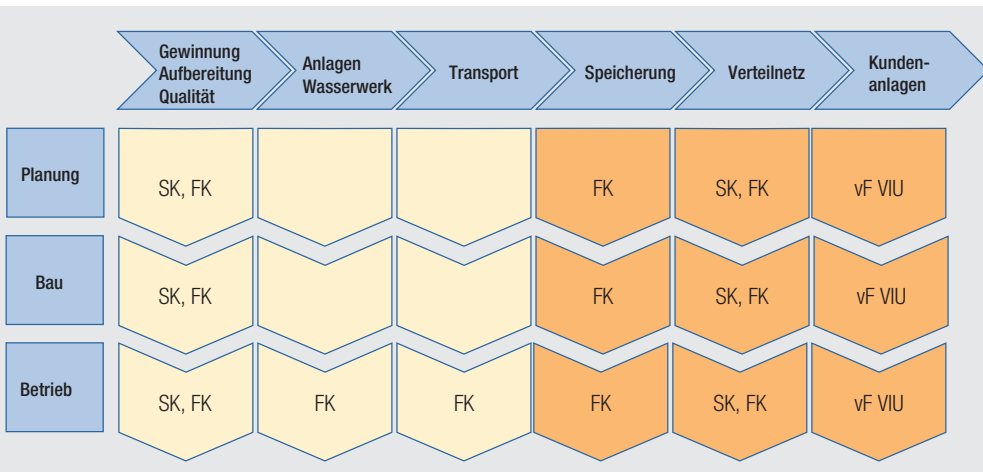 Gewinnung
Aufbereitung
Qualität
Anlagen
Wasserwerk
Transport
Speicherung
Verteilnetz
Kunden-
anlagen
Planung
SK, FK
FK
SK, FK
vF VIU
Bau
SK, FK
FK
SK, FK
vF VIU
Betrieb
SK, FK
FK
FK
FK
SK, FK
vF VIU